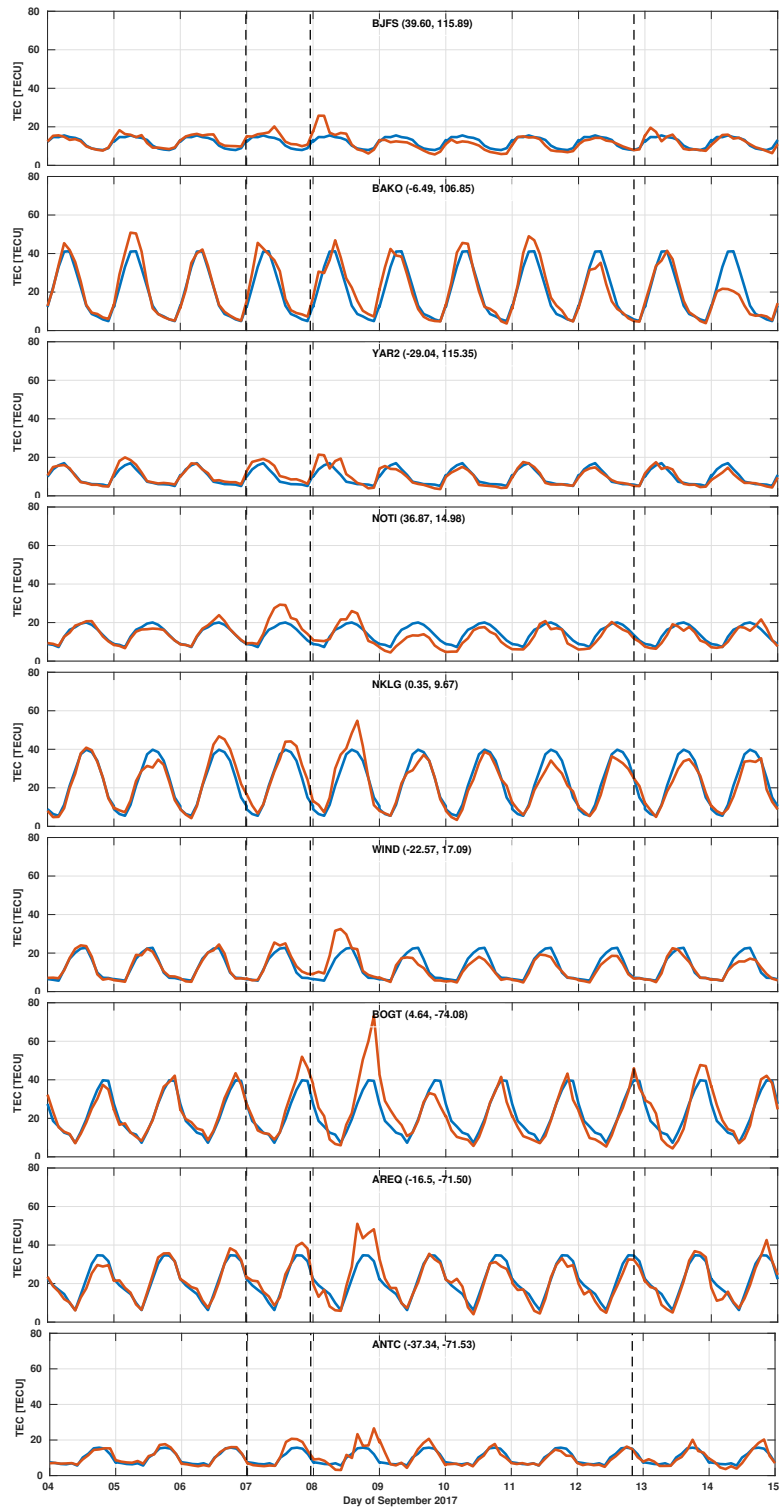 BJFS (39.60, 115.89)
TEC [TECU]
80
60
40
20
0
BAKO (-6.49, 106.85)
TEC [TECU]
80
60
40
20
0
YAR2 (-29.04, 115.35)
TEC [TECU]
80
60
40
20
0
NOTI (36.87, 14.98)
TEC [TECU]
80
60
40
20
0
NKLG (0.35, 9.67)
TEC [TECU]
80
60
40
20
0
WIND (-22.57, 17.09)
TEC [TECU]
80
60
40
20
0
BOGT (4.64, -74.08)
TEC [TECU]
80
60
40
20
0
AREQ (-16.5, -71.50)
TEC [TECU]
80
60
40
20
0
ANTC (-37.34, -71.53)
TEC [TECU]
80
60
40
20
0
04 05 06 07 08 09 10 11 12 13 14 15
Day of September 2017